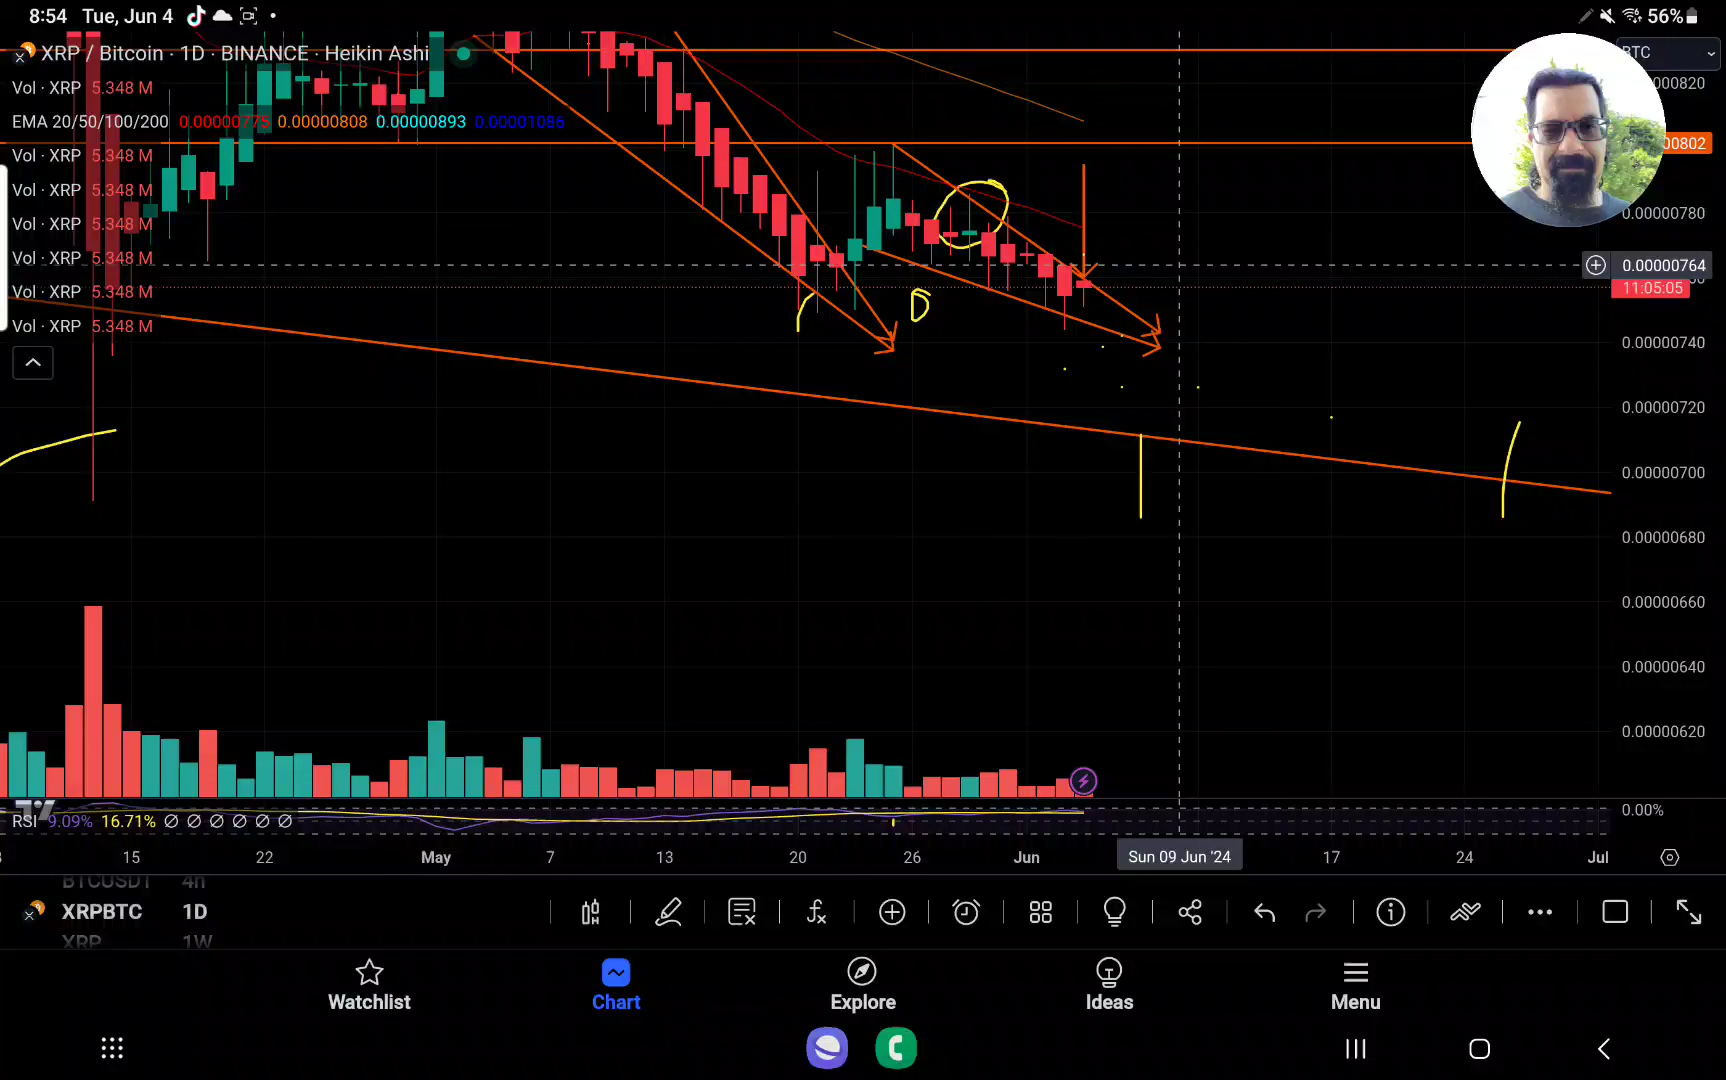 8:54 Tue, Jun 4 56%
XRP / Bitcoin · 1D · BINANCE · Heikin Ashi
BTC
Vol · XRP 5.348 M
0.00000820
EMA 20/50/100/200 0.00000775 0.00000808 0.00000893 0.00001086
00802
Vol · XRP 5.348 M
Vol · XRP 5.348 M
0.00000780
Vol · XRP 5.348 M
Vol · XRP 5.348 M
0.00000764
11:05:05
Vol · XRP 5.348 M
D
Vol · XRP 5.348 M
0.00000740
0.00000720
0.00000700
0.00000680
0.00000660
0.00000640
0.00000620
0.00%
RSI 9.09% 16.71% ∅ ∅ ∅ ∅ ∅ ∅
15 22 May 7 13 20 26 Jun Sun 09 Jun '24 17 24 Jul
BTCUSDT 4h
XRPBTC 1D
XRP 1W
Watchlist Chart Explore Ideas Menu